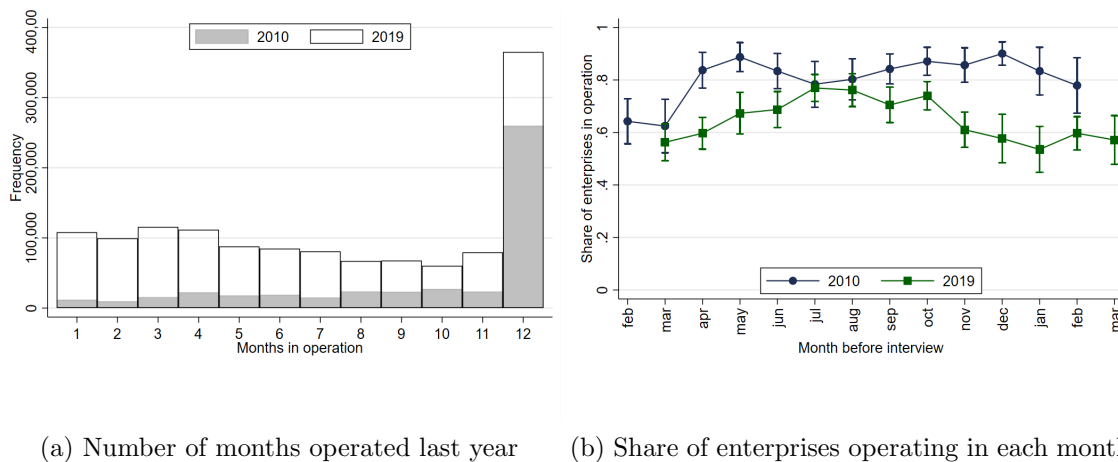 2010 2019
Frequency
0 100,000 200,000 300,000 400,00
1 2 3 4 5 6 7 8 9 10 11 12
Months in operation
2010 2019
Share of enterprises in operation
0 .2 .4 .6 .8 1
feb mar apr may jun jul aug sep oct nov dec jan feb mar
Month before interview
(a) Number of months operated last year
(b) Share of enterprises operating in each mont